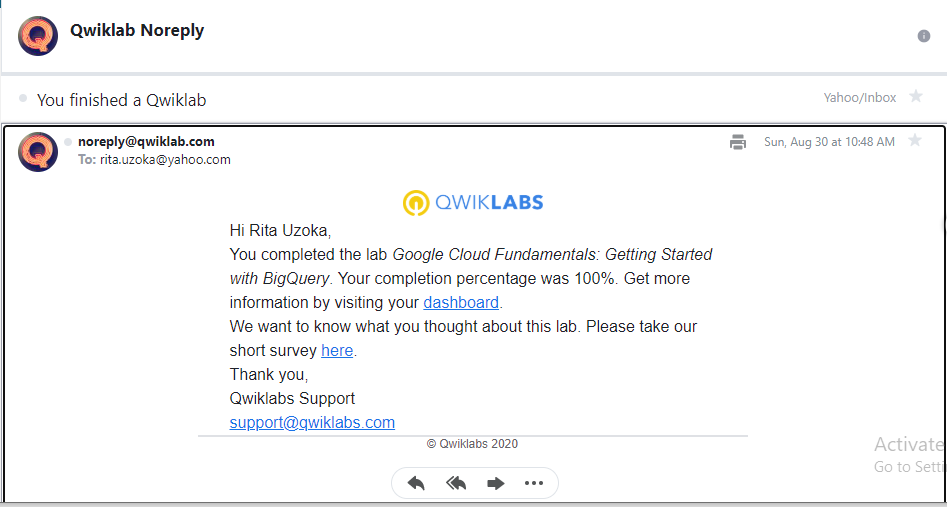 Qwiklab Noreply
You finished a Qwiklab
Yahoo/Inbox
noreply@qwiklab.com
Sun, Aug 30 at 10:48 AM
To: rita.uzoka@yahoo.com
QWIKLABS
Hi Rita Uzoka,
You completed the lab Google Cloud Fundamentals: Getting Started
with BigQuery. Your completion percentage was 100%. Get more
information by visiting your dashboard.
We want to know what you thought about this lab. Please take our
short survey here.
Thank you,
Qwiklabs Support
support@qwiklabs.com
© Qwiklabs 2020
Activate
Go to Setti